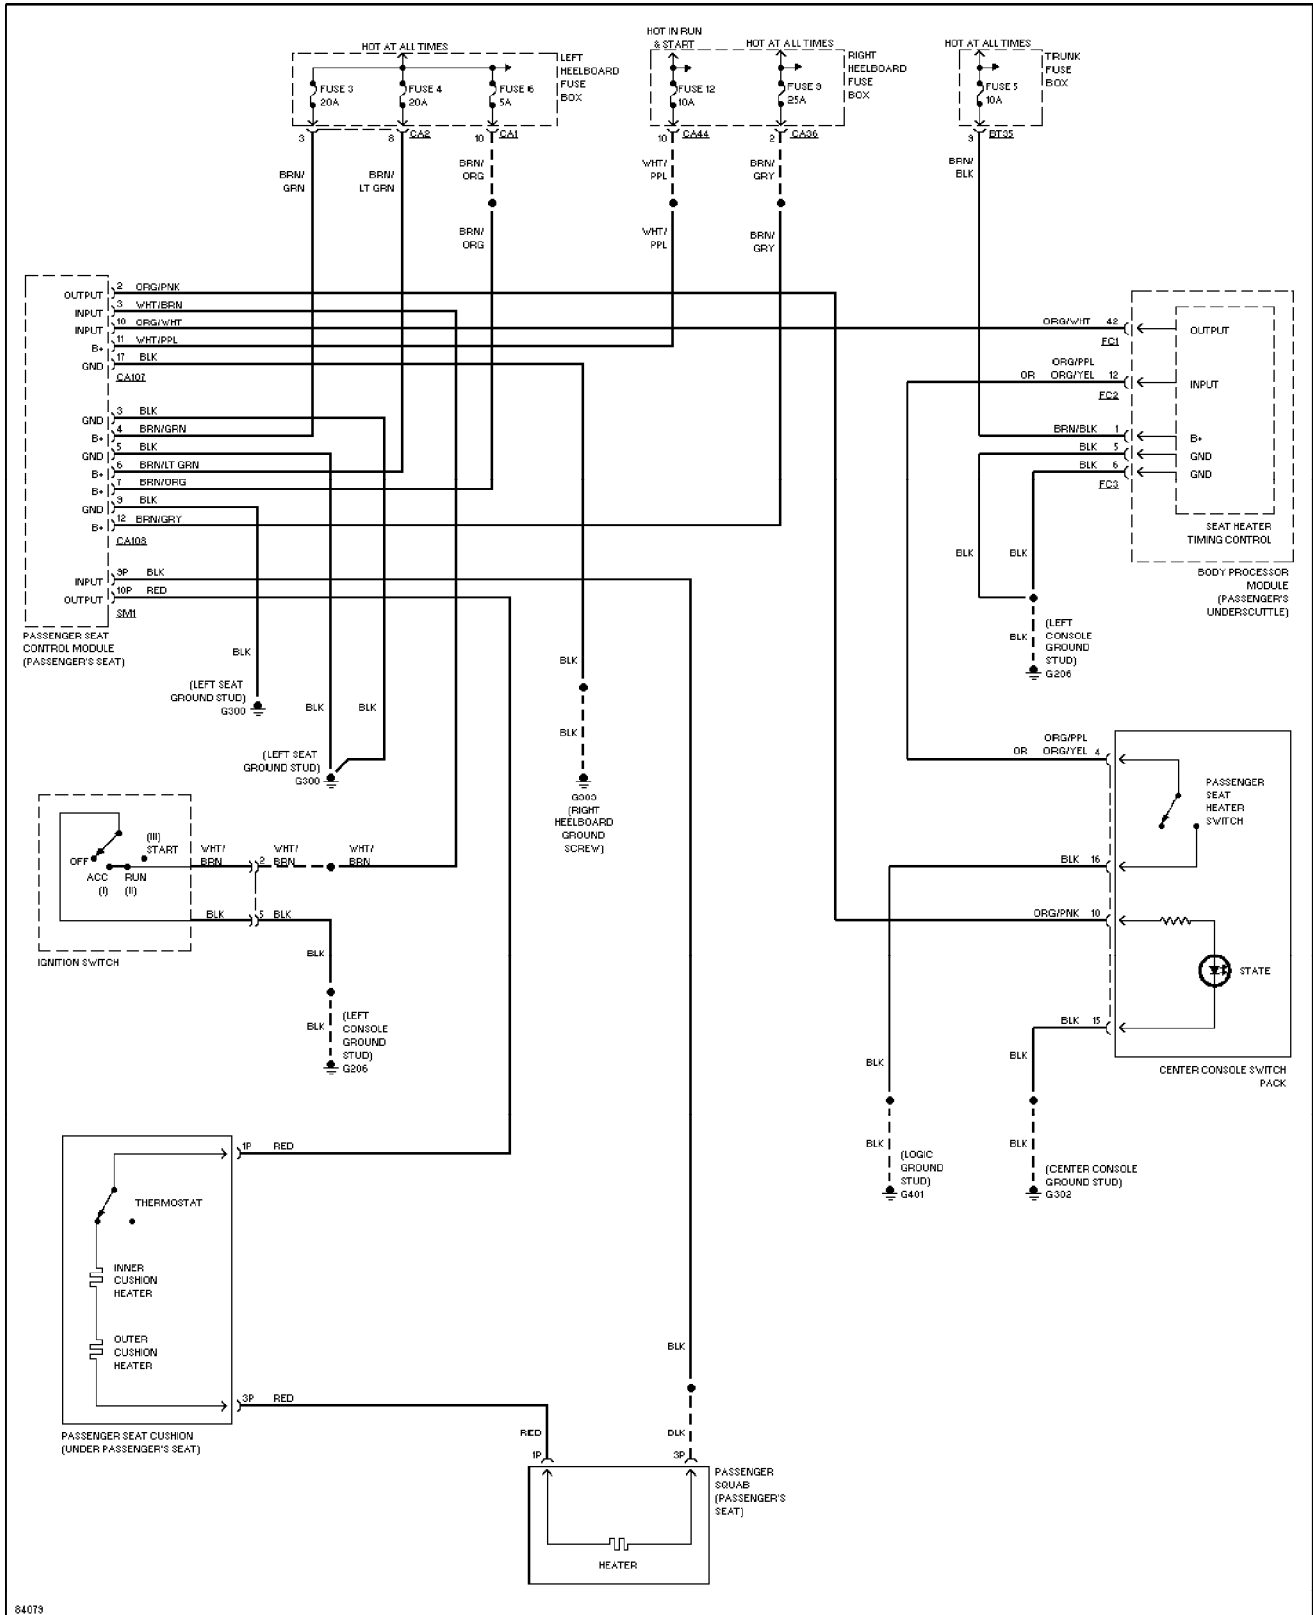 HOT AT ALL TIMES
LEFT
HEELBOARD
FUSE
BOX
FUSE 3
20A
FUSE 4
20A
FUSE 6
5A
3
8
CA2
10
CA1
HOT IN RUN
& START
HOT AT ALL TIMES
RIGHT
HEELBOARD
FUSE
BOX
FUSE 12
10A
FUSE 9
25A
10
CA44
2
CA36
HOT AT ALL TIMES
TRUNK
FUSE
BOX
FUSE 5
10A
9
BT35
BRN/
GRN
BRN/
LT GRN
BRN/
ORG
BRN/
ORG
WHT/
PPL
WHT/
PPL
BRN/
GRY
BRN/
GRY
BRN/
BLK
OUTPUT 2 ORG/PNK
INPUT 3 WHT/BRN
INPUT 10 ORG/WHT
B+ 11 WHT/PPL
GND 17 BLK
CA107
GND 3 BLK
B+ 4 BRN/GRN
GND 5 BLK
B+ 6 BRN/LT GRN
B+ 7 BRN/ORG
GND 9 BLK
B+ 12 BRN/GRY
CA108
INPUT 9P BLK
OUTPUT 10P RED
SM1
PASSENGER SEAT
CONTROL MODULE
(PASSENGER'S SEAT)
ORG/WHT 42
FC1
OUTPUT
ORG/PPL
OR ORG/YEL 12
FC2
INPUT
BRN/BLK 1 B+
BLK 5 GND
BLK 6 GND
FC3
SEAT HEATER
TIMING CONTROL
BODY PROCESSOR
MODULE
(PASSENGER'S
UNDERSCUTTLE)
BLK
BLK
BLK
(LEFT
CONSOLE
GROUND
STUD)
G206
BLK
(LEFT SEAT
GROUND STUD)
G300
BLK
BLK
(LEFT SEAT
GROUND STUD)
G300
BLK
BLK
G303
(RIGHT
HEELBOARD
GROUND
SCREW)
OFF
ACC
(I)
RUN
(II)
(III)
START
WHT/
BRN
2
WHT/
BRN
WHT/
BRN
BLK
5
BLK
IGNITION SWITCH
BLK
BLK
(LEFT
CONSOLE
GROUND
STUD)
G206
ORG/PPL
OR ORG/YEL 4
PASSENGER
SEAT
HEATER
SWITCH
BLK 16
ORG/PNK 10
STATE
BLK 15
CENTER CONSOLE SWITCH
PACK
BLK
BLK
(LOGIC
GROUND
STUD)
G401
BLK
BLK
(CENTER CONSOLE
GROUND STUD)
G302
1P RED
THERMOSTAT
INNER
CUSHION
HEATER
OUTER
CUSHION
HEATER
3P RED
PASSENGER SEAT CUSHION
(UNDER PASSENGER'S SEAT)
BLK
RED
1P
BLK
3P
PASSENGER
SQUAB
(PASSENGER'S
SEAT)
HEATER
84079